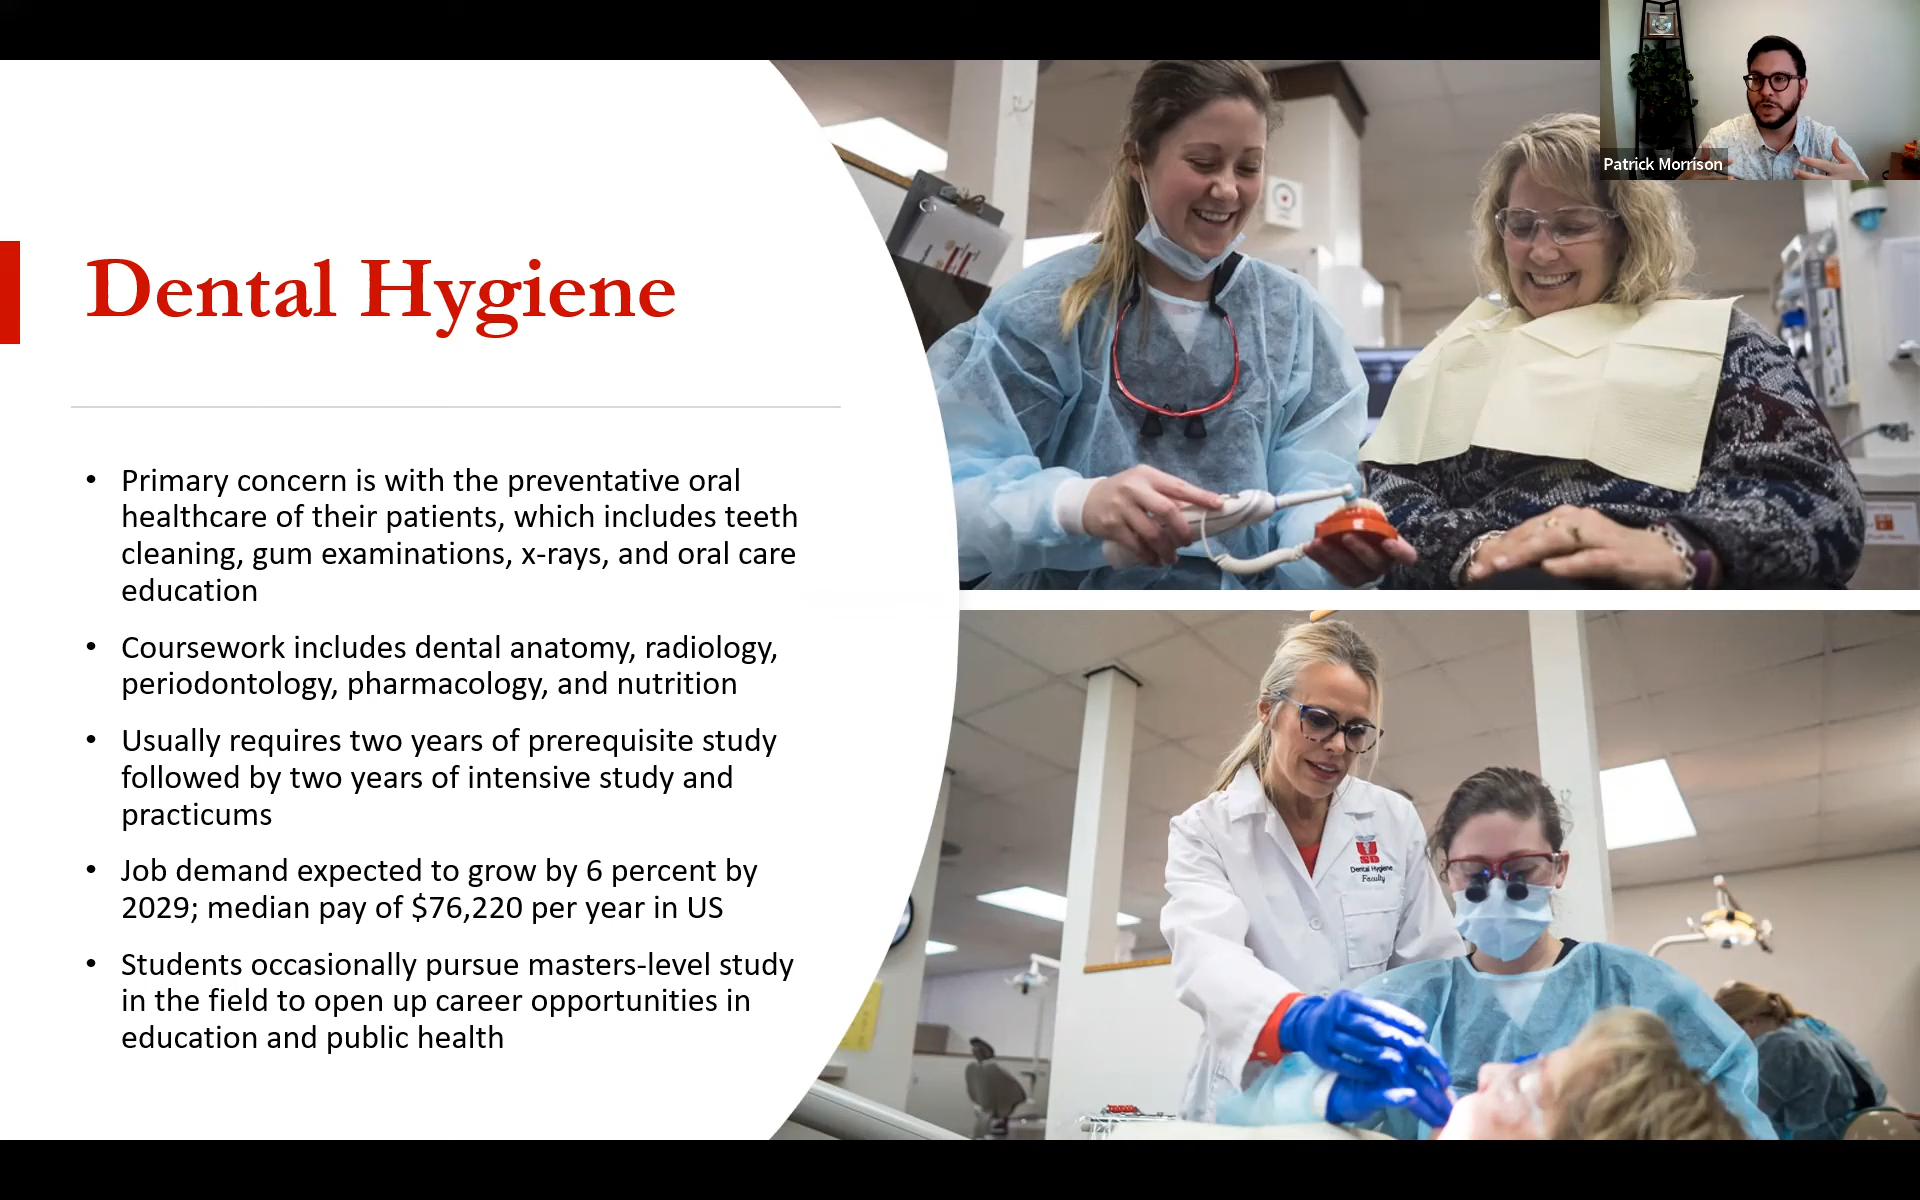 Patrick Morrison
Dental Hygiene
• Primary concern is with the preventative oral
healthcare of their patients, which includes teeth
cleaning, gum examinations, x-rays, and oral care
education
• Coursework includes dental anatomy, radiology,
periodontology, pharmacology, and nutrition
• Usually requires two years of prerequisite study
followed by two years of intensive study and
practicums
• Job demand expected to grow by 6 percent by
2029; median pay of $76,220 per year in US
• Students occasionally pursue masters-level study
in the field to open up career opportunities in
education and public health
U
SD
Dental Hygiene
Faculty